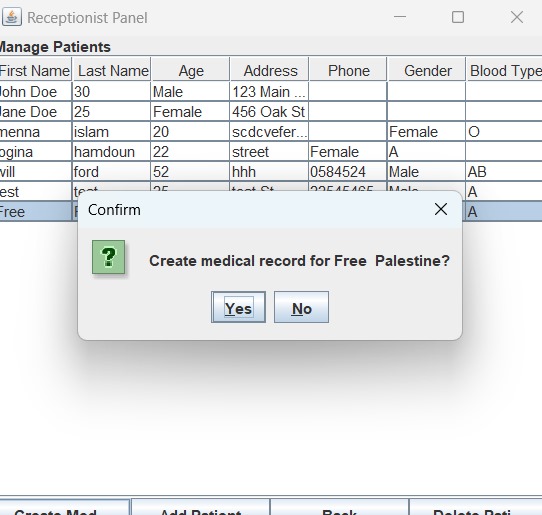 Receptionist Panel
Manage Patients
First Name Last Name Age Address Phone Gender Blood Type
John Doe 30 Male 123 Main ...
Jane Doe 25 Female 456 Oak St
menna islam 20 scdcvefer... Female O
ogina hamdoun 22 street Female A
will ford 52 hhh 0584524 Male AB
test test 25 test St 22545465 Male A
Free A
Confirm
Create medical record for Free  Palestine?
Yes No
Create Med... Add Patient Back Delete Pati...